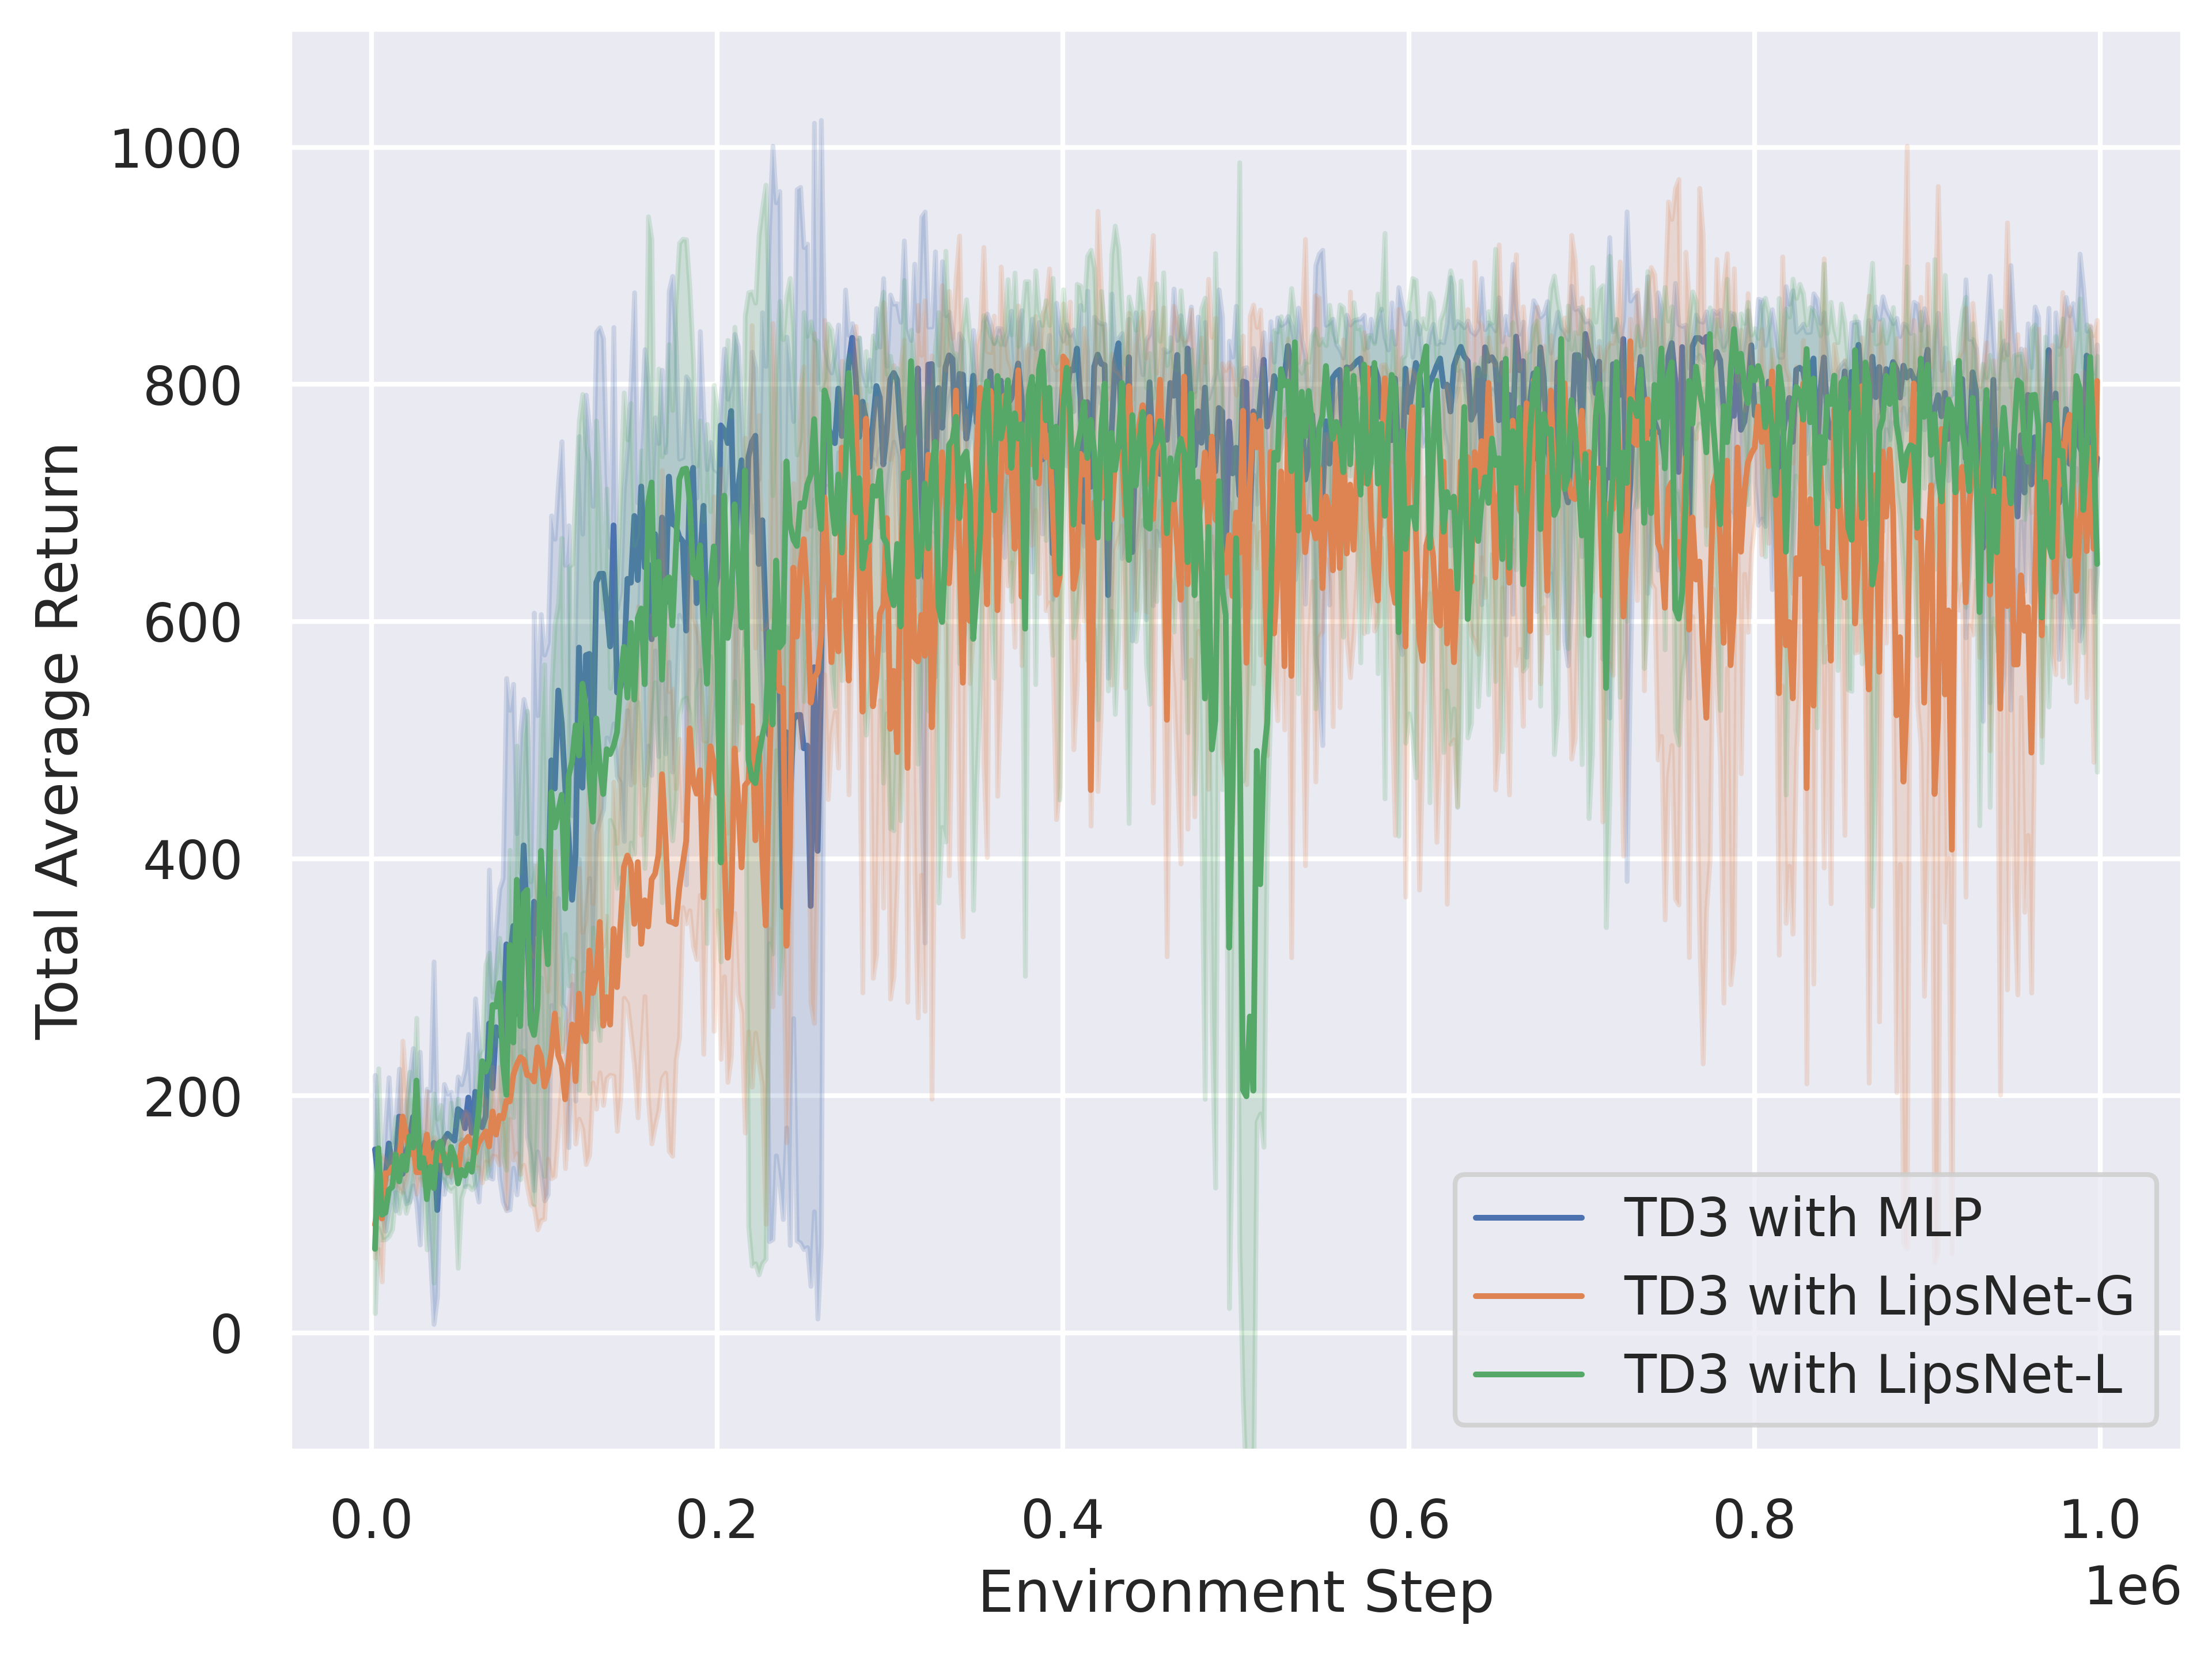 Total Average Return
1000
800
600
400
200
0
TD3 with MLP
TD3 with LipsNet-G
TD3 with LipsNet-L
0.0 0.2 0.4 0.6 0.8 1.0
1e6
Environment Step